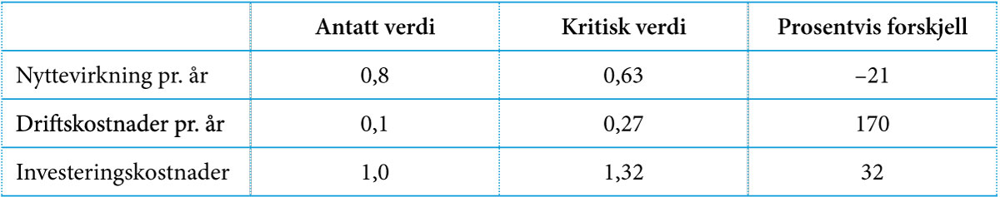 Antatt verdi Kritisk verdi Prosentvis forskjell
Nyttevirkning pr. år 0,8 0,63 –21
Driftskostnader pr. år 0,1 0,27 170
Investeringskostnader 1,0 1,32 32